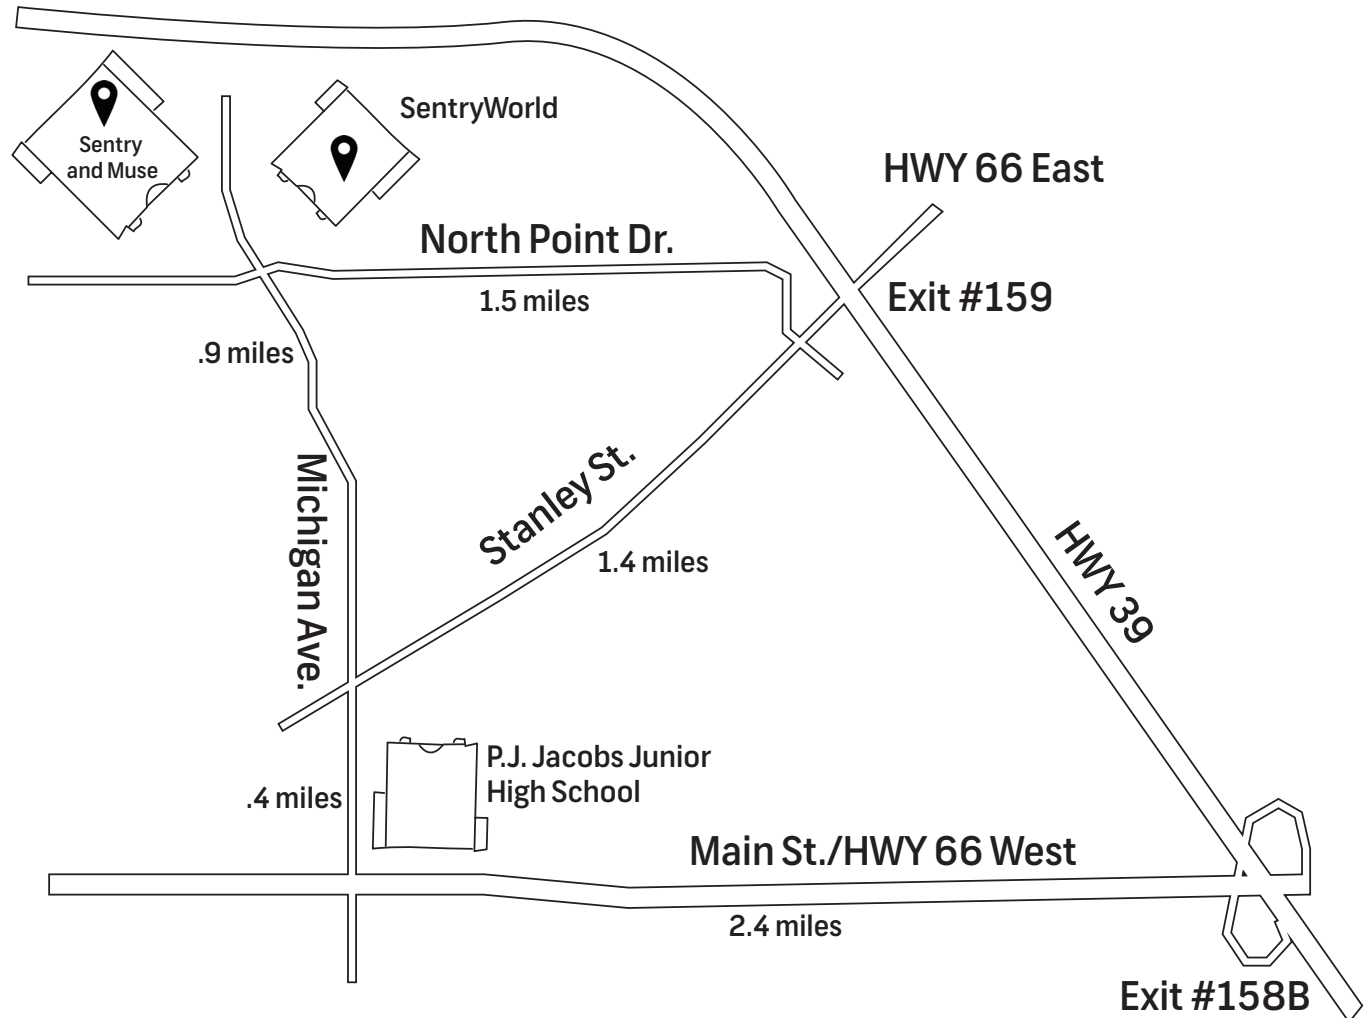 SentryWorld
Sentry
and Muse
HWY 66 East
North Point Dr.
1.5 miles
Exit #159
.9 miles
Michigan Ave.
Stanley St.
1.4 miles
HWY 39
P.J. Jacobs Junior
High School
.4 miles
Main St./HWY 66 West
2.4 miles
Exit #158B